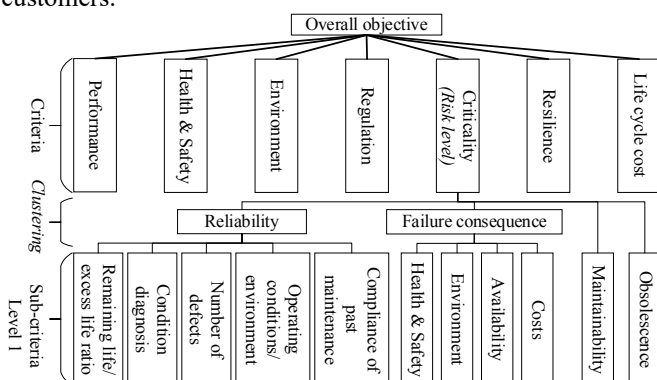 customers.
Overall objective
Criteria
Performance
Health & Safety
Environment
Regulation
Criticality
(Risk level)
Resilience
Life cycle cost
Clustering
Reliability
Failure consequence
Sub-criteria
Level 1
Remaining life/
excess life ratio
Condition
diagnosis
Number of
defects
Operating
conditions/
environment
Compliance of
past
maintenance
Health & Safety
Environment
Availability
Costs
Maintainability
Obsolescence